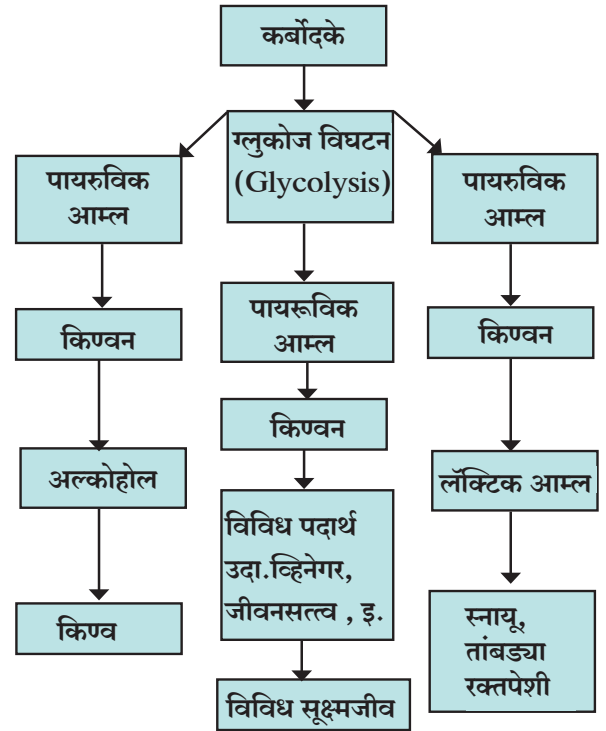 कर्बोदके
ग्लुकोज विघटन
(Glycolysis)
पायरुविक
आम्ल
किण्वन
अल्कोहोल
किण्व
पायरूविक
आम्ल
किण्वन
विविध पदार्थ
उदा.व्हिनेगर,
जीवनसत्त्व , इ.
विविध सूक्ष्मजीव
पायरुविक
आम्ल
किण्वन
लॅक्टिक आम्ल
स्नायू,
तांबड्या
रक्तपेशी